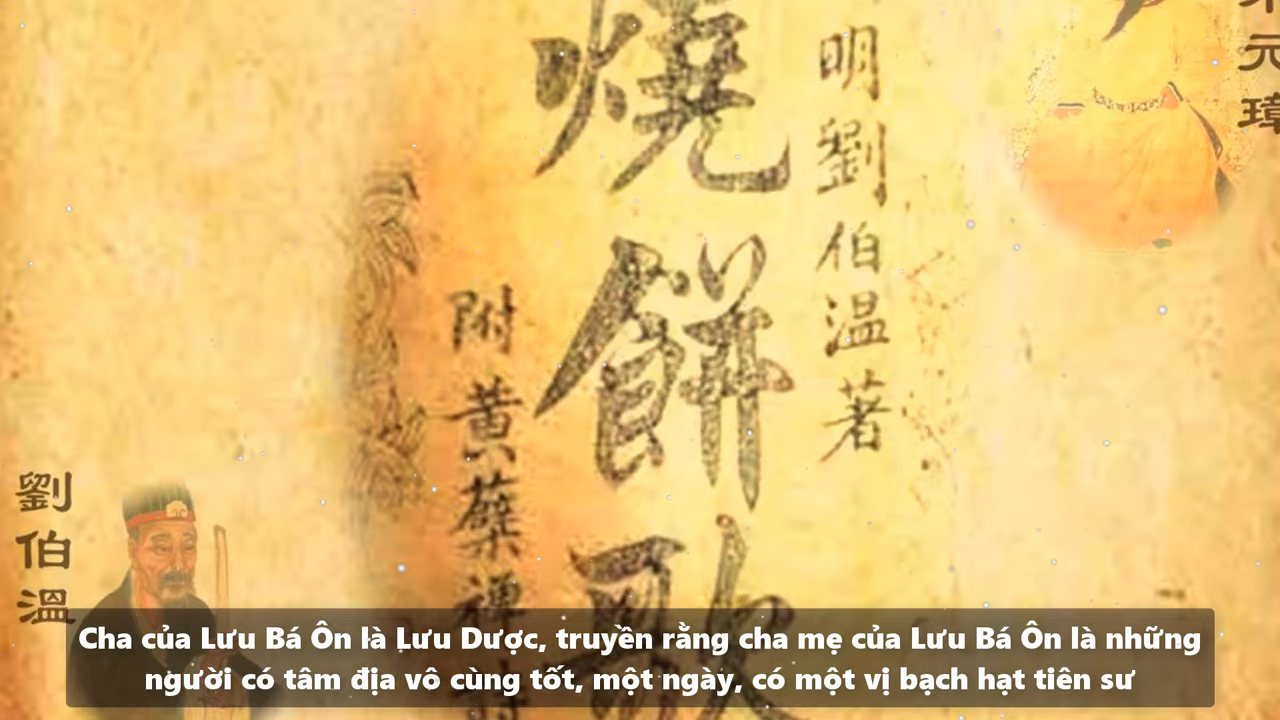 燒餅歌
明劉伯温著
附黄蘗禪
元璋
劉伯溫
Cha của Lưu Bá Ôn là Lưu Dược, truyền rằng cha mẹ của Lưu Bá Ôn là những
người có tâm địa vô cùng tốt, một ngày, có một vị bạch hạt tiên sư